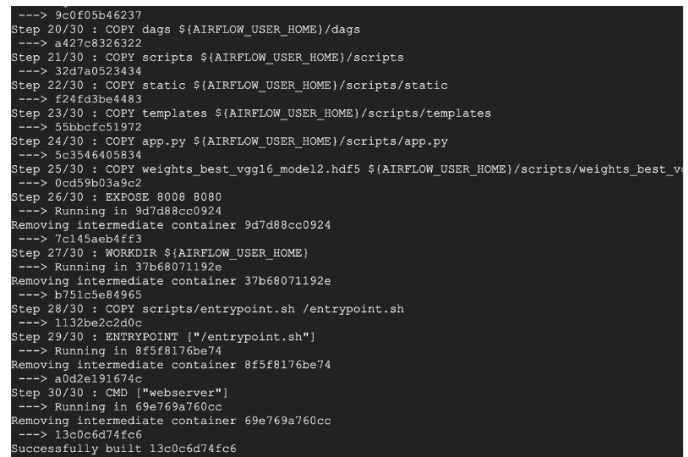 ---> 9c0f05b46237
Step 20/30 : COPY dags ${AIRFLOW_USER_HOME}/dags
---> a427c8326322
Step 21/30 : COPY scripts ${AIRFLOW_USER_HOME}/scripts
---> 32d7a0523434
Step 22/30 : COPY static ${AIRFLOW_USER_HOME}/scripts/static
---> f24fd3be4483
Step 23/30 : COPY templates ${AIRFLOW_USER_HOME}/scripts/templates
---> 55bbcfc51972
Step 24/30 : COPY app.py ${AIRFLOW_USER_HOME}/scripts/app.py
---> 5c3546405834
Step 25/30 : COPY weights_best_vgg16_model2.hdf5 ${AIRFLOW_USER_HOME}/scripts/weights_best_v
---> 0cd59b03a9c2
Step 26/30 : EXPOSE 8008 8080
---> Running in 9d7d88cc0924
Removing intermediate container 9d7d88cc0924
---> 7c145aeb4ff3
Step 27/30 : WORKDIR ${AIRFLOW_USER_HOME}
---> Running in 37b68071192e
Removing intermediate container 37b68071192e
---> b751c5e84965
Step 28/30 : COPY scripts/entrypoint.sh /entrypoint.sh
---> 1132be2c2d0c
Step 29/30 : ENTRYPOINT ["/entrypoint.sh"]
---> Running in 8f5f8176be74
Removing intermediate container 8f5f8176be74
---> a0d2e191674c
Step 30/30 : CMD ["webserver"]
---> Running in 69e769a760cc
Removing intermediate container 69e769a760cc
---> 13c0c6d74fc6
Successfully built 13c0c6d74fc6